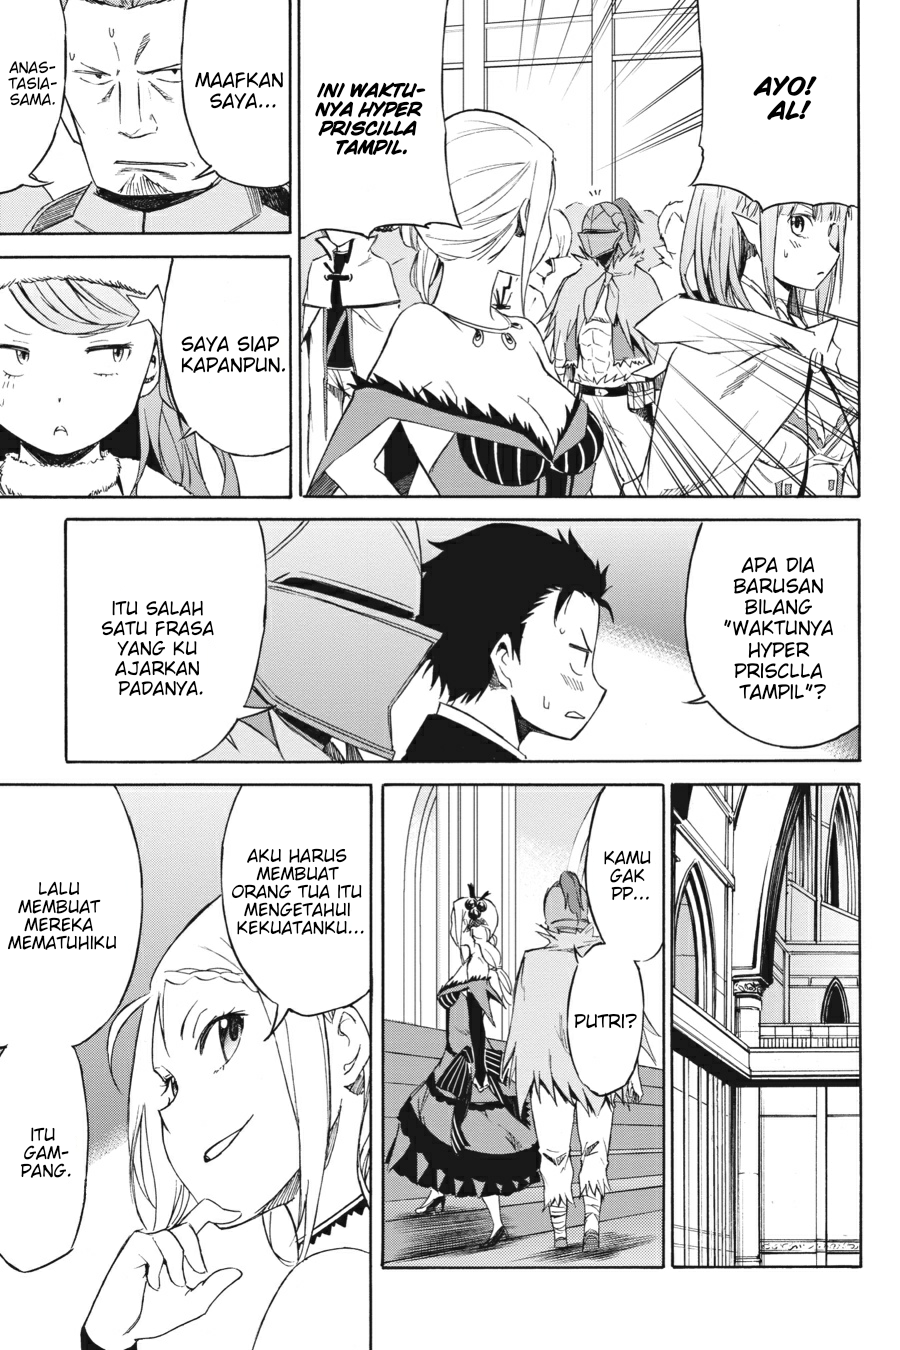 AYO!
AL!
INI WAKTU-
NYA HYPER
PRISCILLA
TAMPIL.
MAAFKAN
SAYA...
ANAS-
TASIA-
SAMA.
SAYA SIAP
KAPANPUN.
APA DIA
BARUSAN
BILANG
"WAKTUNYA
HYPER
PRISCLLA
TAMPIL"?
ITU SALAH
SATU FRASA
YANG KU
AJARKAN
PADANYA.
KAMU
GAK
PP...
PUTRI?
AKU HARUS
MEMBUAT
ORANG TUA ITU
MENGETAHUI
KEKUATANKU...
LALU
MEMBUAT
MEREKA
MEMATUHIKU
ITU
GAM-
PANG.